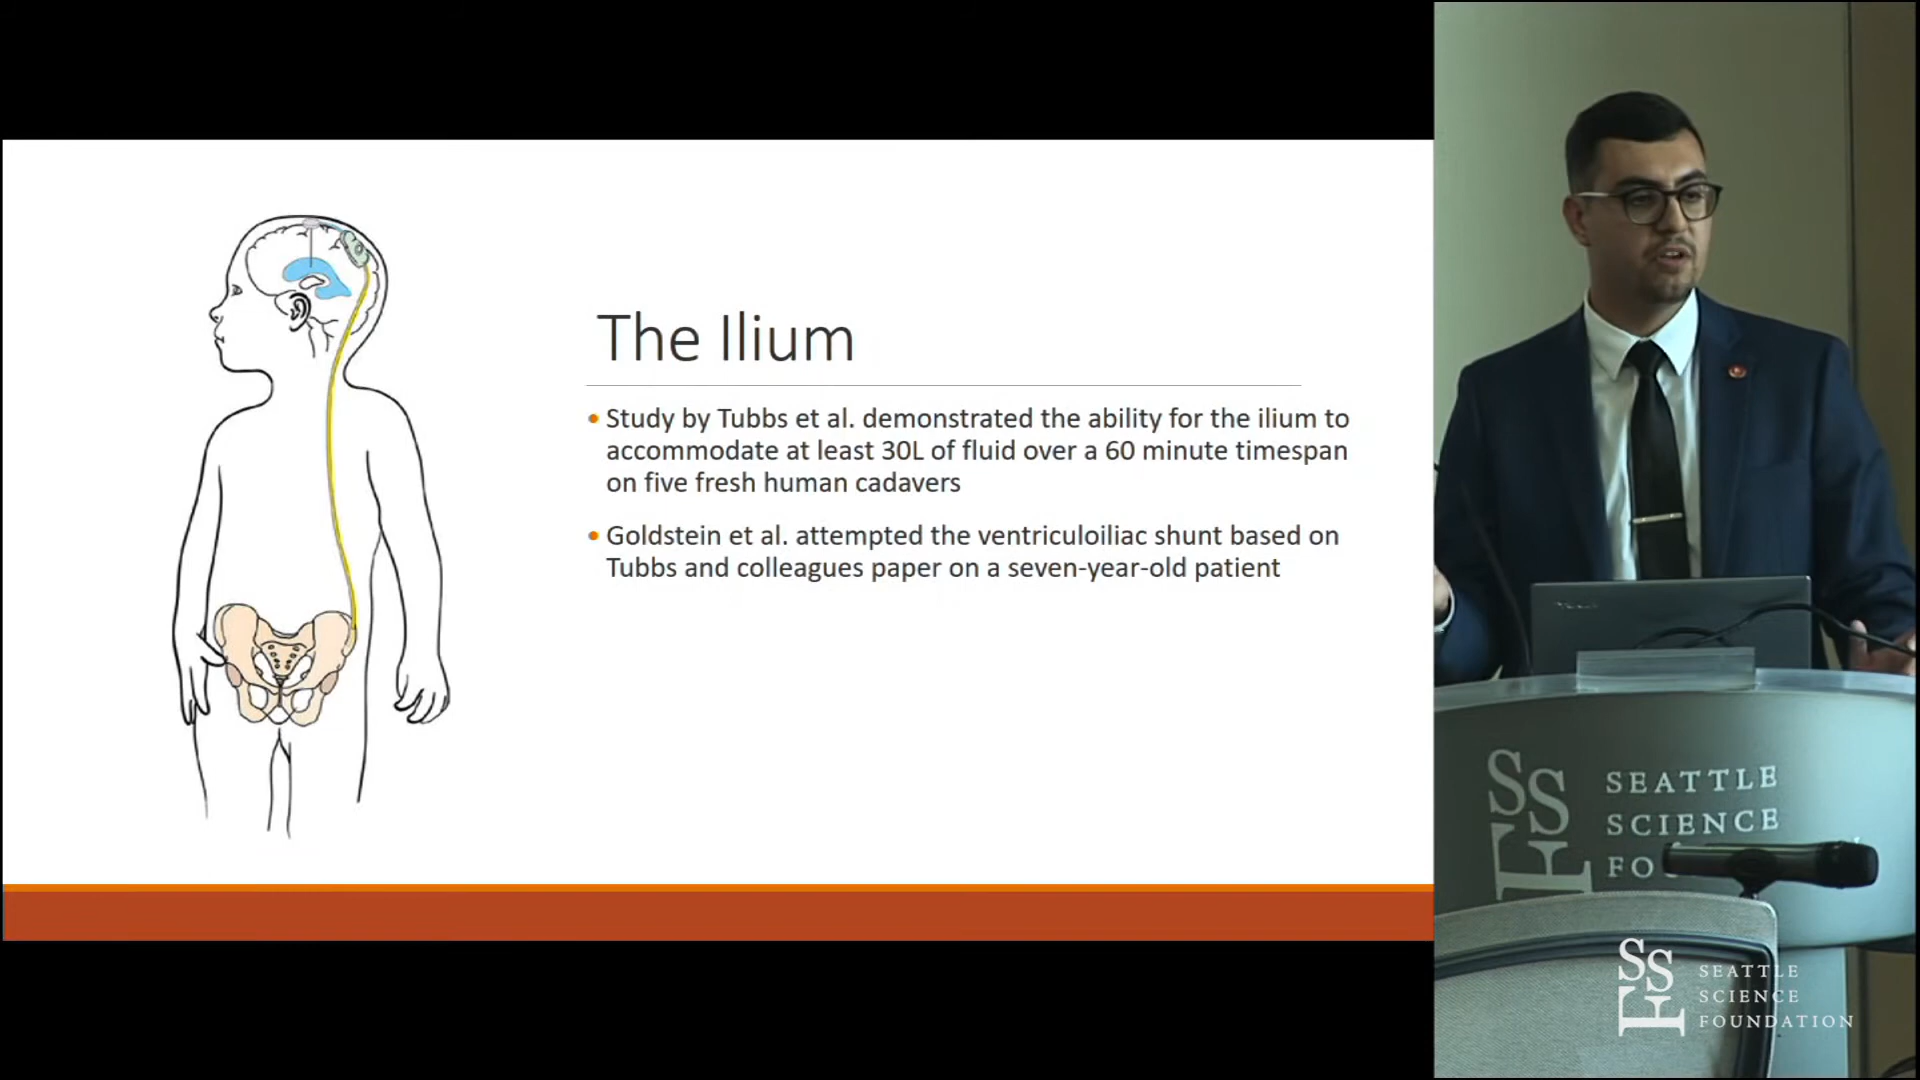 The Ilium
• Study by Tubbs et al. demonstrated the ability for the ilium to
accommodate at least 30L of fluid over a 60 minute timespan
on five fresh human cadavers
• Goldstein et al. attempted the ventriculoiliac shunt based on
Tubbs and colleagues paper on a seven-year-old patient
SSF
SEATTLE
SCIENCE
FO
SSF
SEATTLE
SCIENCE
FOUNDATION